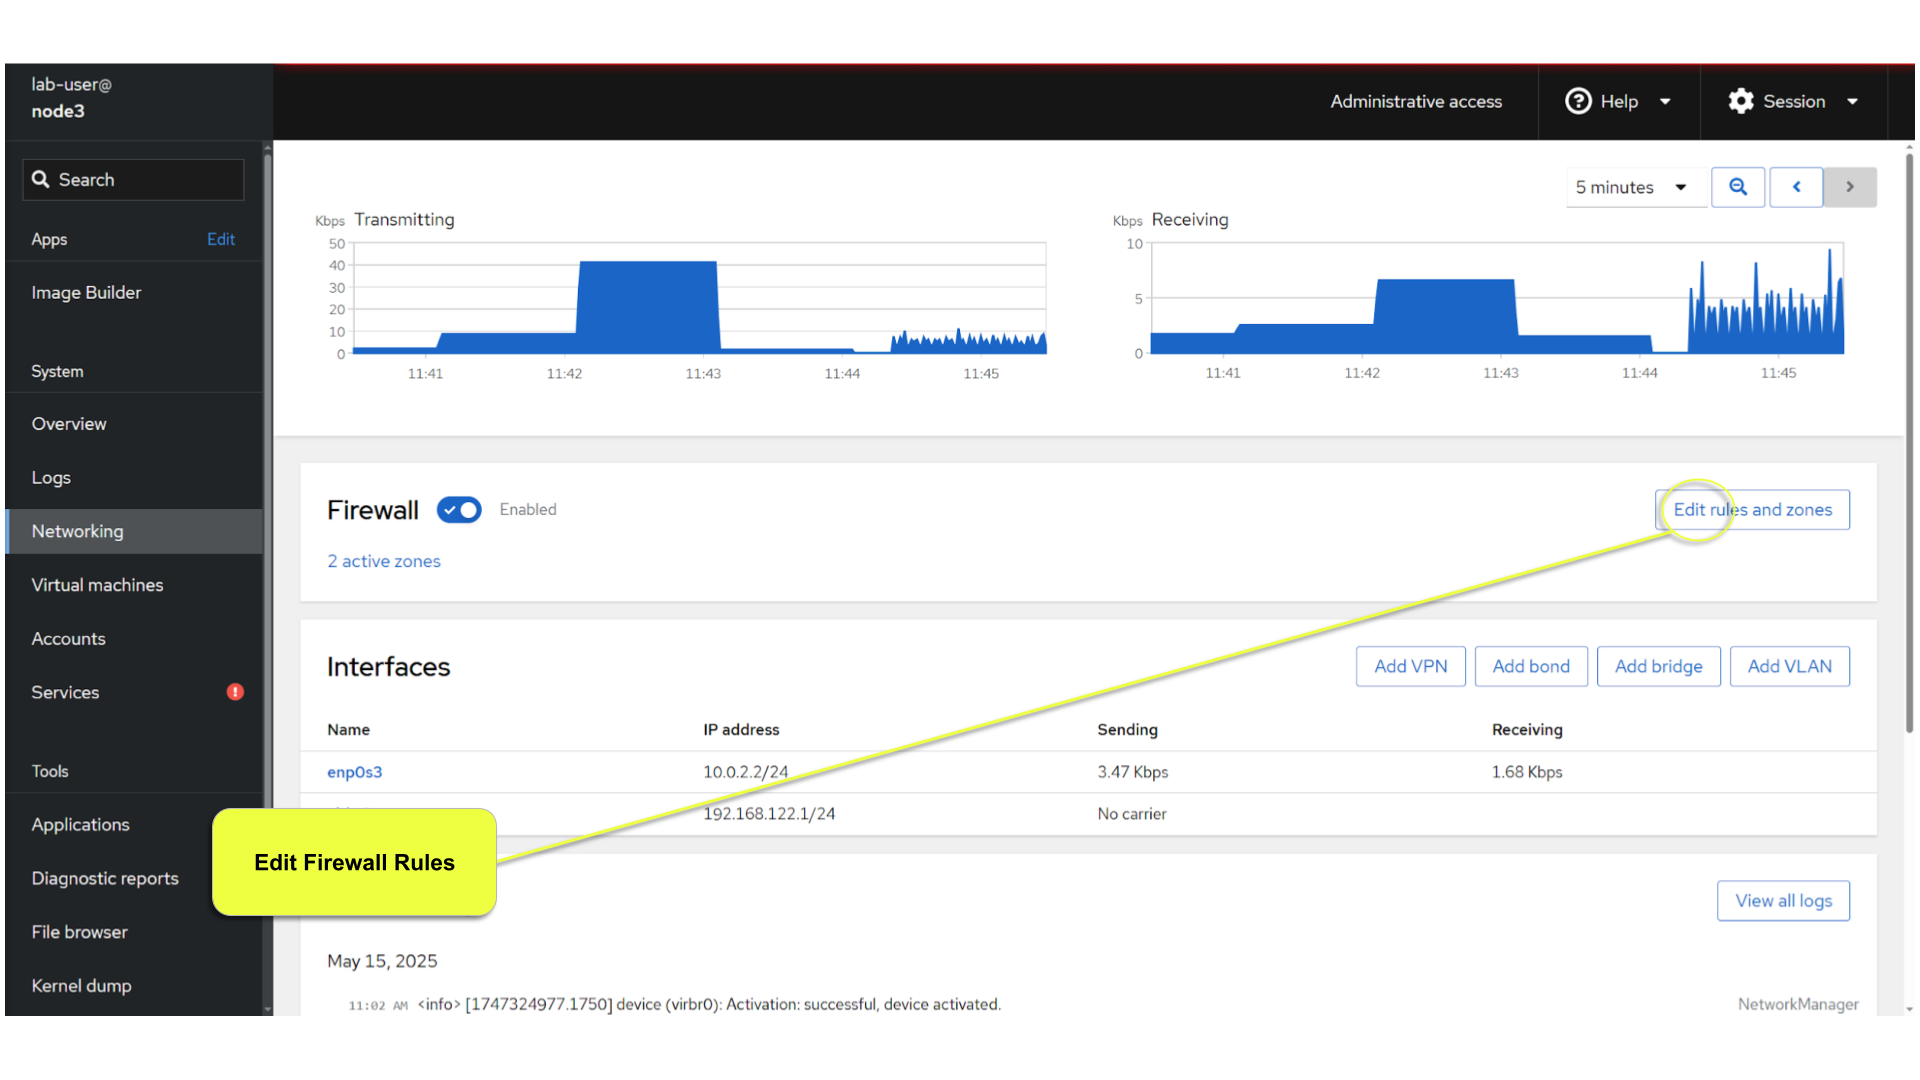 lab-user@
node3
Administrative access
Help
Session
Search
Apps
Edit
Image Builder
System
Overview
Logs
Networking
Virtual machines
Accounts
Services
Tools
Applications
Diagnostic reports
File browser
Kernel dump
5 minutes
Kbps Transmitting
50
40
30
20
10
0
11:41
11:42
11:43
11:44
11:45
Kbps Receiving
10
5
0
11:41
11:42
11:43
11:44
11:45
Firewall
Enabled
Edit rules and zones
2 active zones
Interfaces
Add VPN
Add bond
Add bridge
Add VLAN
Name
IP address
Sending
Receiving
enp0s3
10.0.2.2/24
3.47 Kbps
1.68 Kbps
192.168.122.1/24
No carrier
Edit Firewall Rules
View all logs
May 15, 2025
11:02 AM <info> [1747324977.1750] device (virbr0): Activation: successful, device activated.
NetworkManager